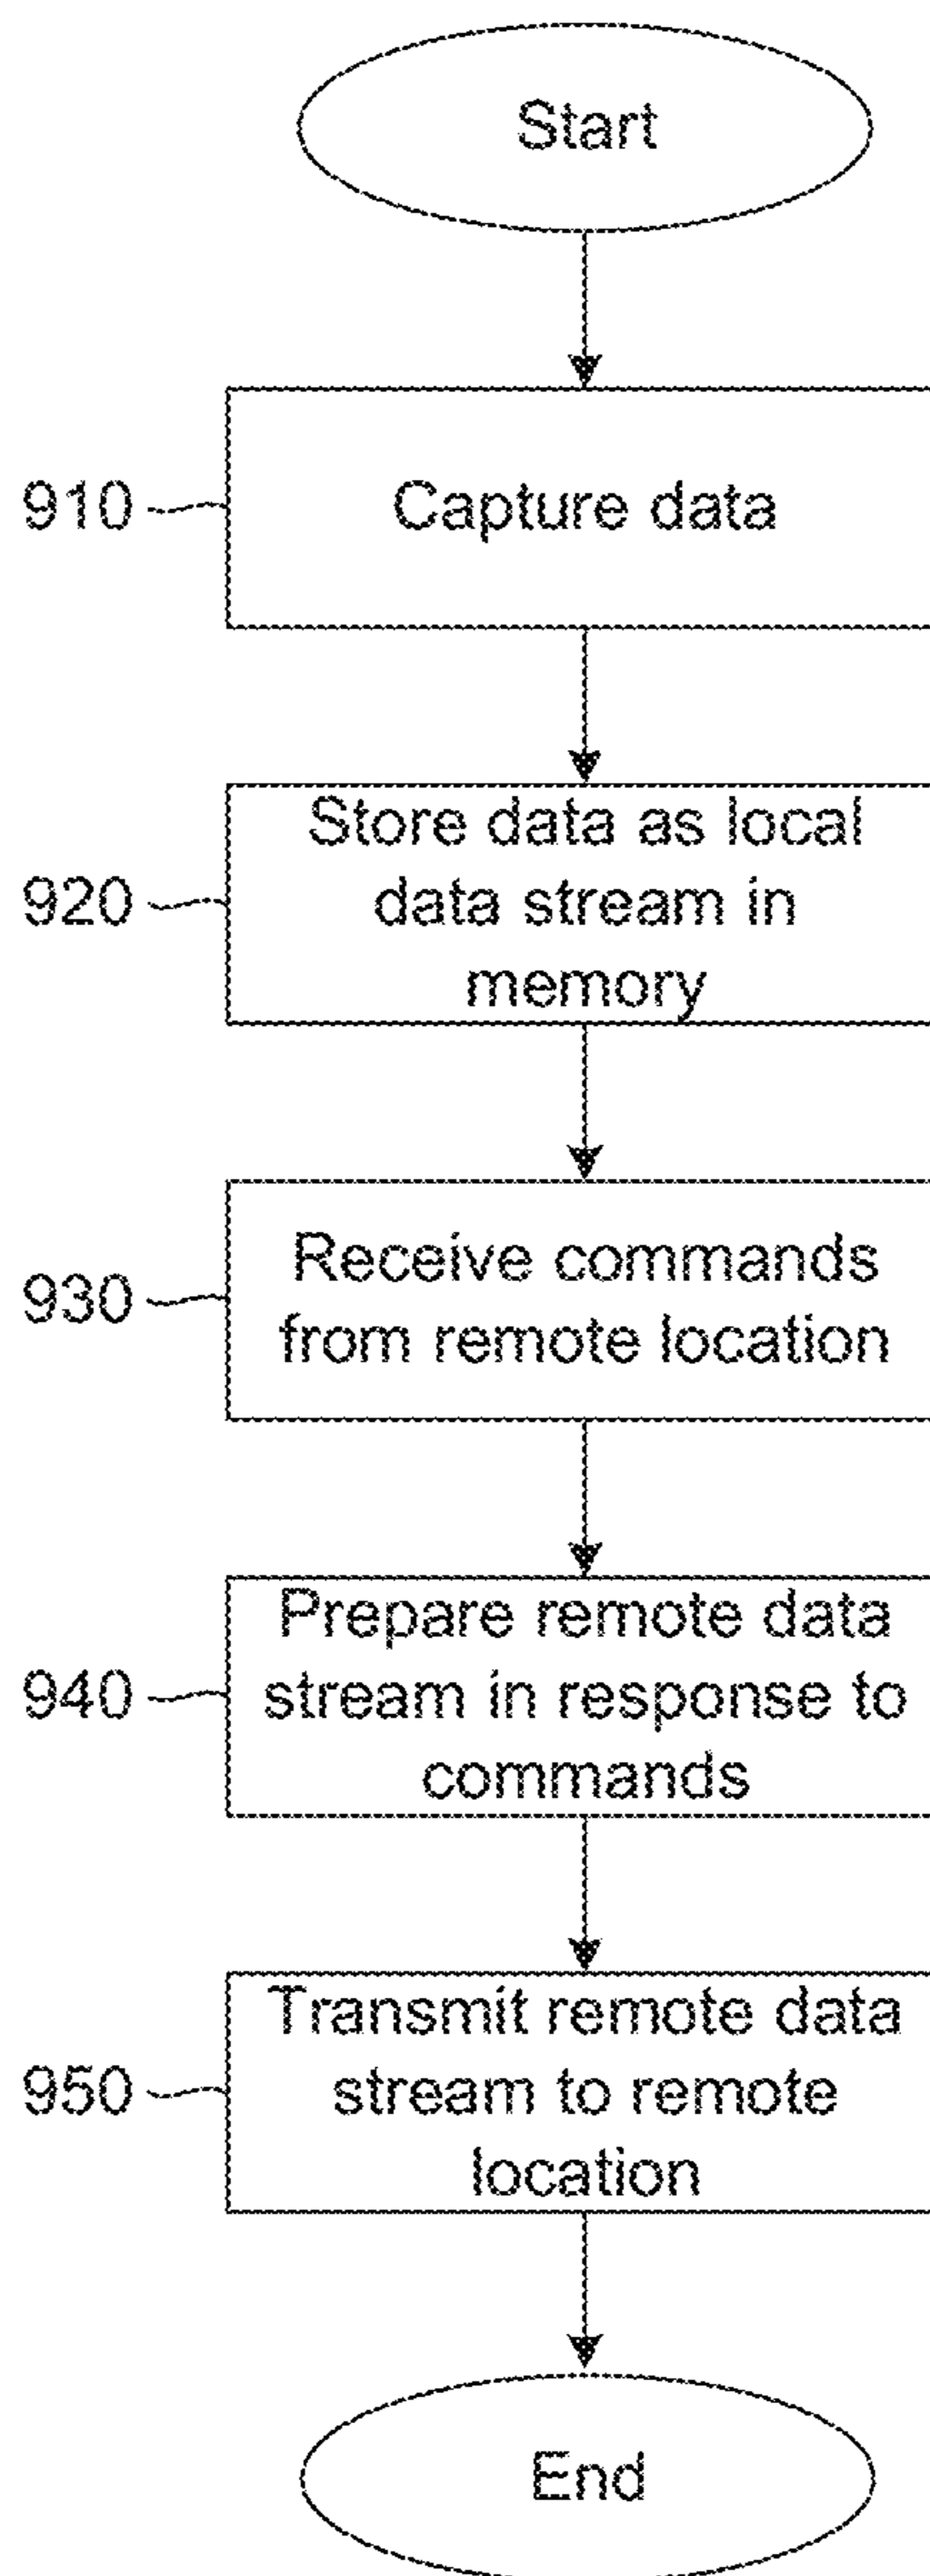 Start
910
Capture data
Store data as local
920
data stream in
memory
930
Receive commands
from remote location
Prepare remote data
940
stream in response to
commands
Transmit remote data
950
stream to remote
location
End